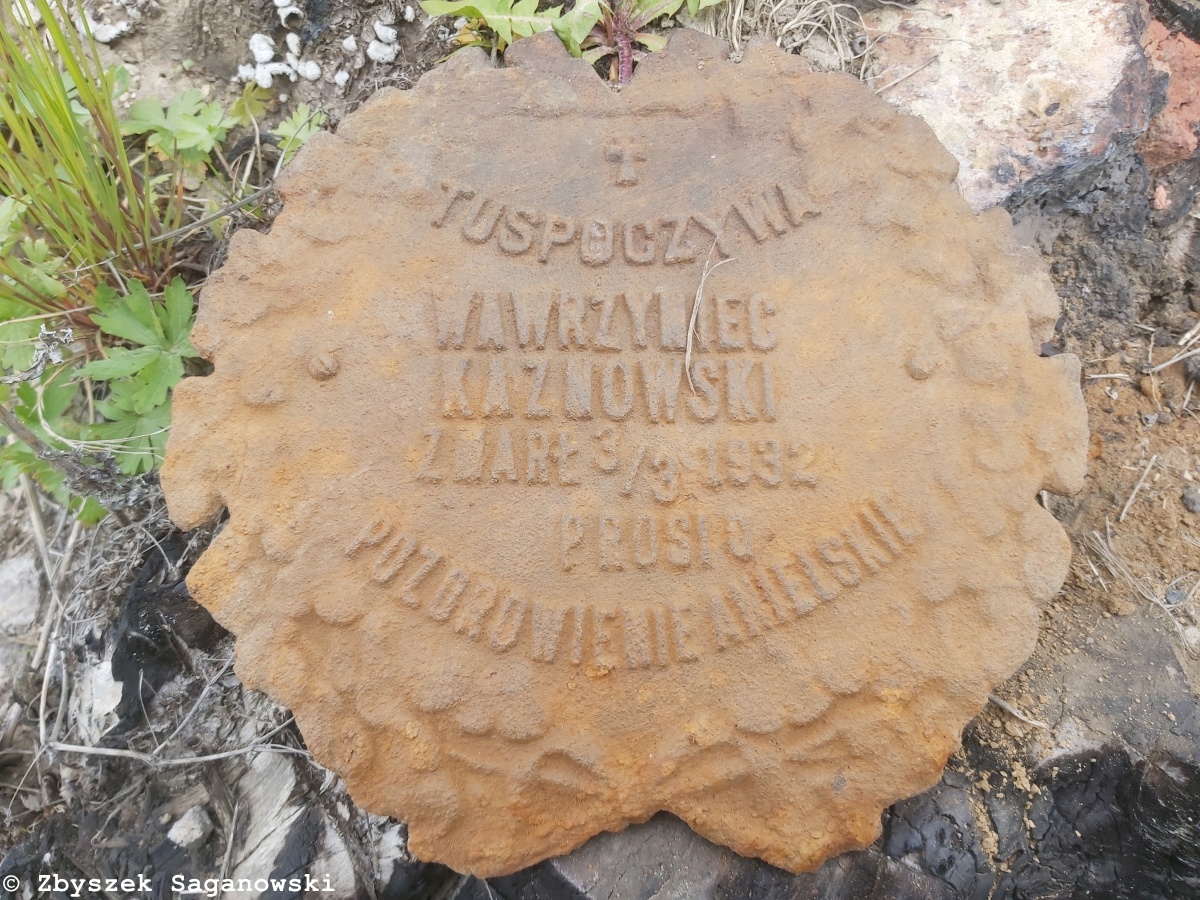 TU SPOCZYWA
WAWRZYNIEC
KAZNOWSKI
ZMARŁ 3/3 1932
PROSI O
POZDROWIENIE ANIELSKIE
© Zbyszek Saganowski